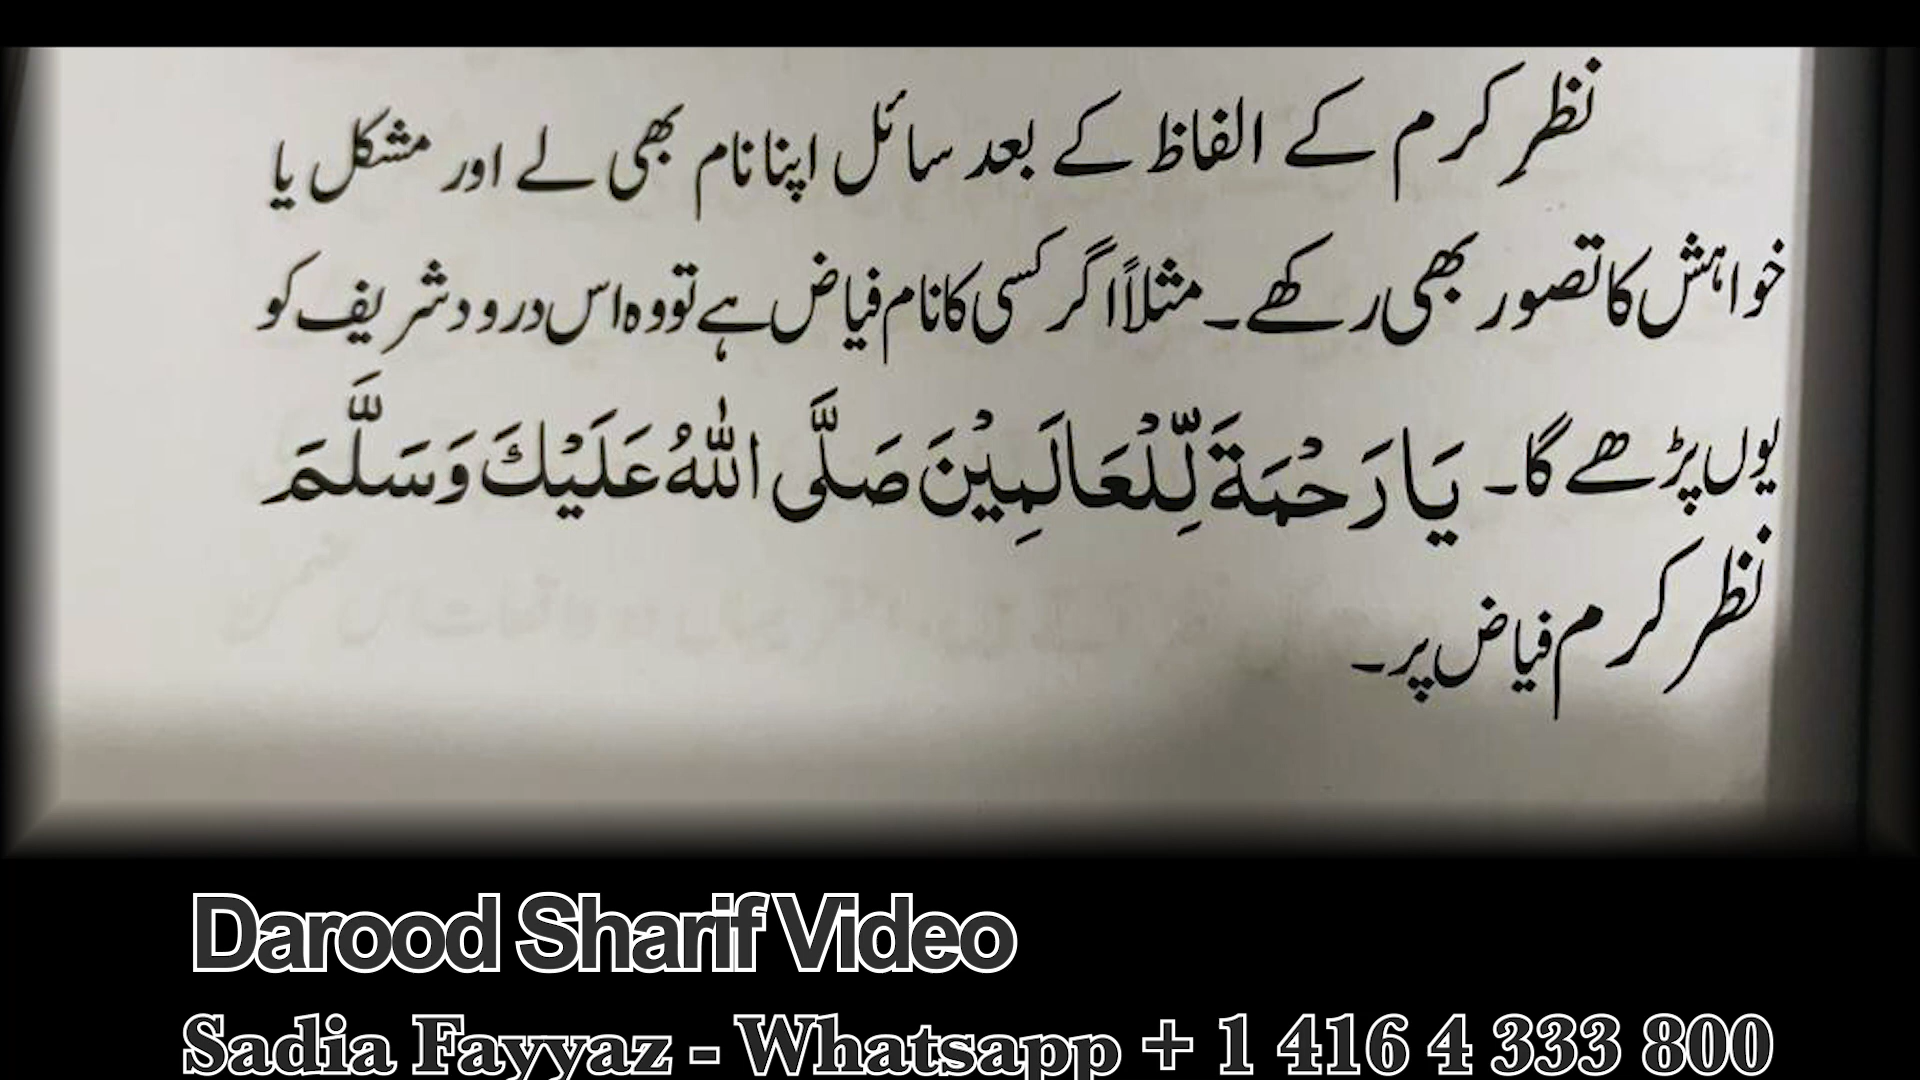 نظرِ کرم کے الفاظ کے بعد سائل اپنا نام بھی لے اور مشکل یا
خواہش کا تصور بھی رکھے۔ مثلاً اگر کسی کا نام فیاض ہے تو وہ اس درود شریف کو
یوں پڑھے گا۔ يَا رَحْمَةَ لِّلْعَالَمِيْنَ صَلَّى اللّٰهُ عَلَيْكَ وَسَلَّمَ
نظر کرم فیاض پر۔
Darood Sharif Video
Sadia Fayyaz - Whatsapp + 1 416 4 333 800